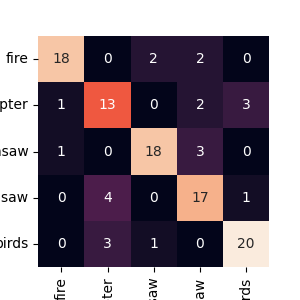 fire 18 0 2 2 0
pter 1 13 0 2 3
saw 1 0 18 3 0
saw 0 4 0 17 1
birds 0 3 1 0 20
fire ter aw aw rds